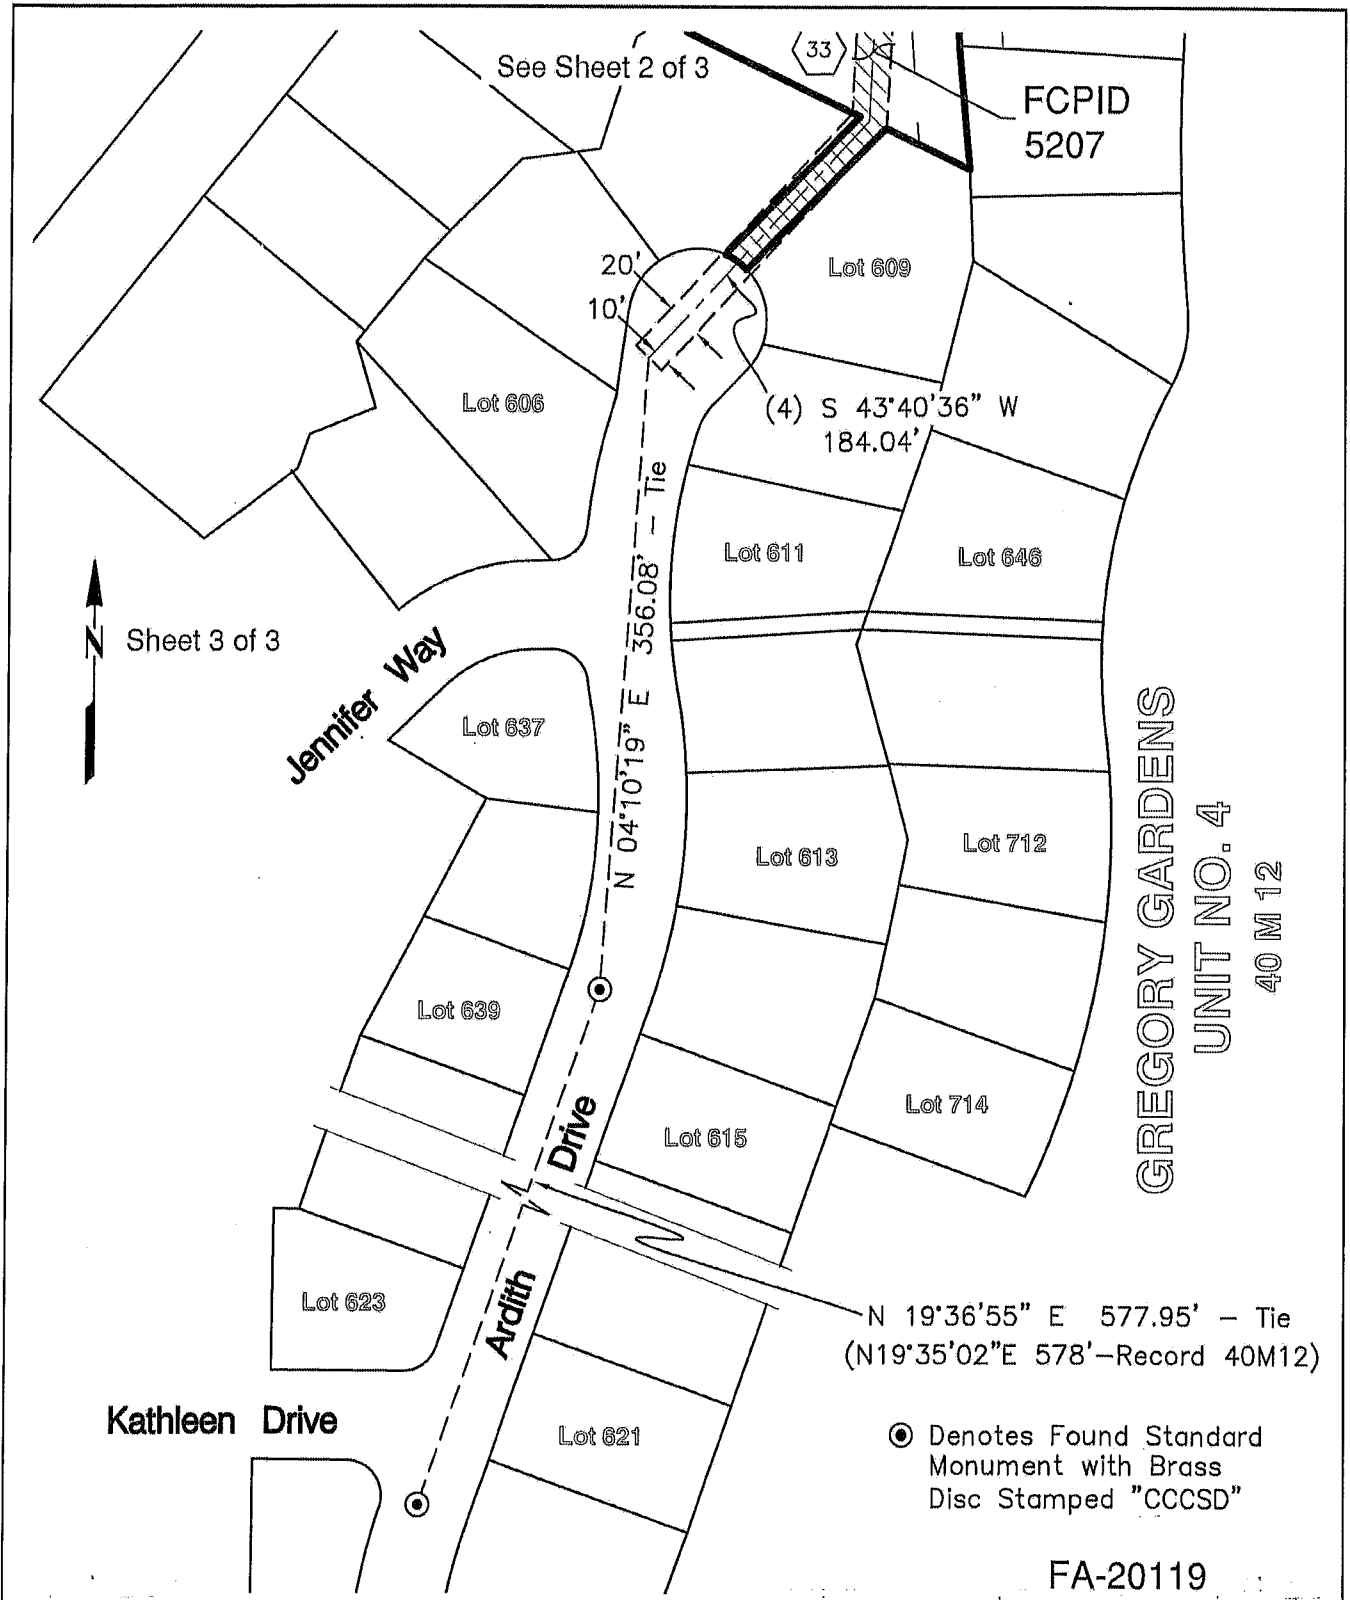 See Sheet 2 of 3
33
FCPID
5207
20'
10'
Lot 609
Lot 606
(4) S 43°40'36" W
184.04'
Lot 611
Lot 646
N 04°10'19" E 356.08' – Tie
N
Sheet 3 of 3
Jennifer Way
Lot 637
Lot 613
Lot 712
GREGORY GARDENS
UNIT NO. 4
40 M 12
Lot 639
Lot 714
Lot 615
Ardith Drive
Lot 623
N 19°36'55" E 577.95' – Tie
(N19°35'02"E 578'–Record 40M12)
Kathleen Drive
Lot 621
Denotes Found Standard
Monument with Brass
Disc Stamped "CCCSD"
FA-20119